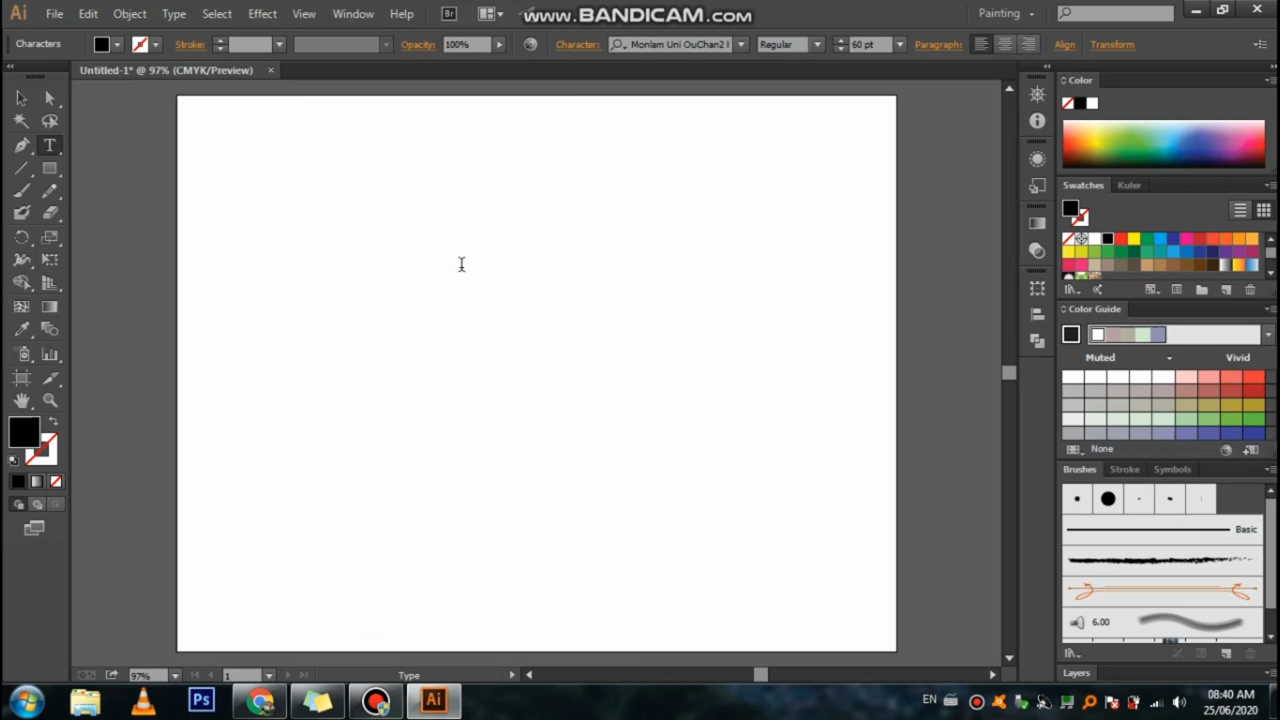 Ai File Edit Object Type Select Effect View Window Help Br www.BANDICAM.com Painting
Characters Stroke: Opacity: 100% Character: Monlam Uni OuChan2 Regular 60 pt Paragraph: Align Transform
Untitled-1* @ 97% (CMYK/Preview) ×
Color
Swatches Kuler
Color Guide
Muted Vivid
None
Brushes Stroke Symbols
Basic
6.00
Layers
97% 1 Type
Ps Ai EN 08:40 AM
25/06/2020